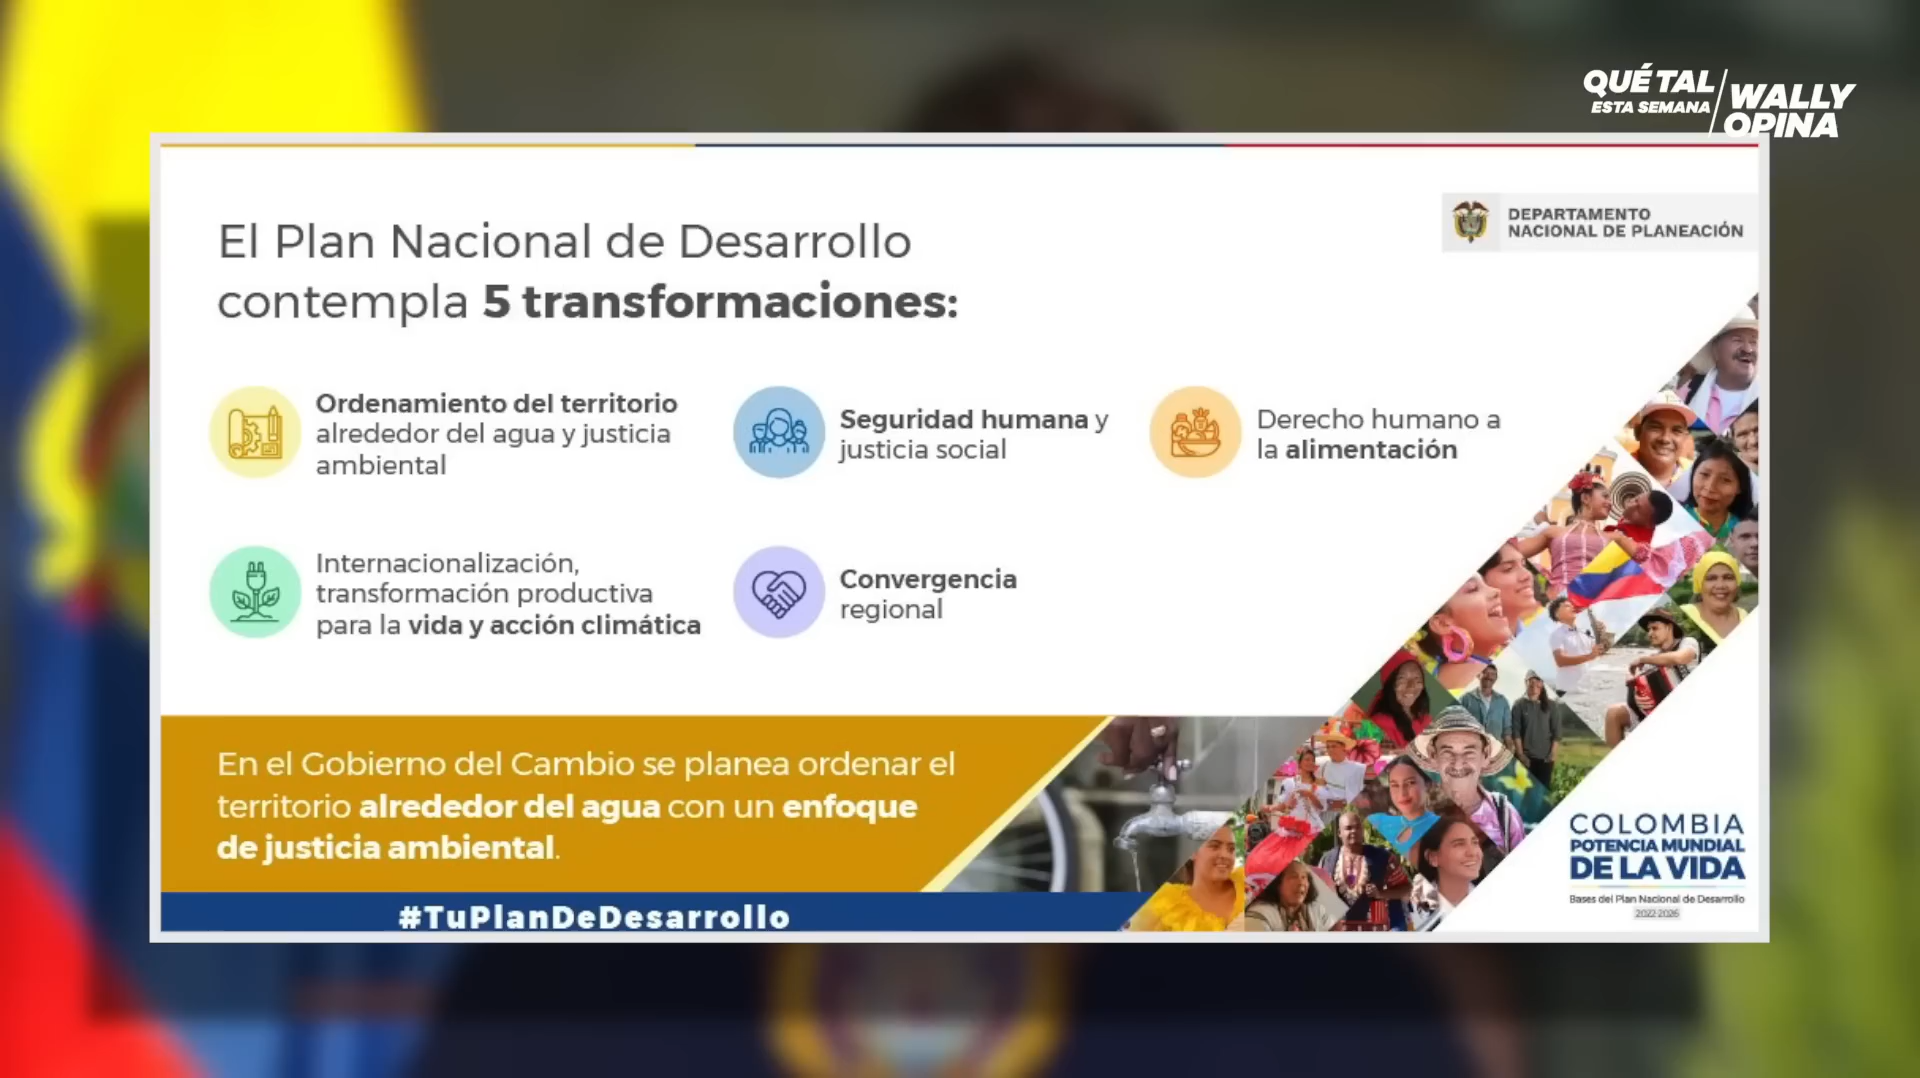 QUÉ TAL
ESTA SEMANA
WALLY
OPINA
DEPARTAMENTO
NACIONAL DE PLANEACIÓN
El Plan Nacional de Desarrollo
contempla 5 transformaciones:
Ordenamiento del territorio
alrededor del agua y justicia
ambiental
Seguridad humana y
justicia social
Derecho humano a
la alimentación
Internacionalización,
transformación productiva
para la vida y acción climática
Convergencia
regional
En el Gobierno del Cambio se planea ordenar el
territorio alrededor del agua con un enfoque
de justicia ambiental.
#TuPlanDeDesarrollo
COLOMBIA
POTENCIA MUNDIAL
DE LA VIDA
Bases del Plan Nacional de Desarrollo
2022-2026